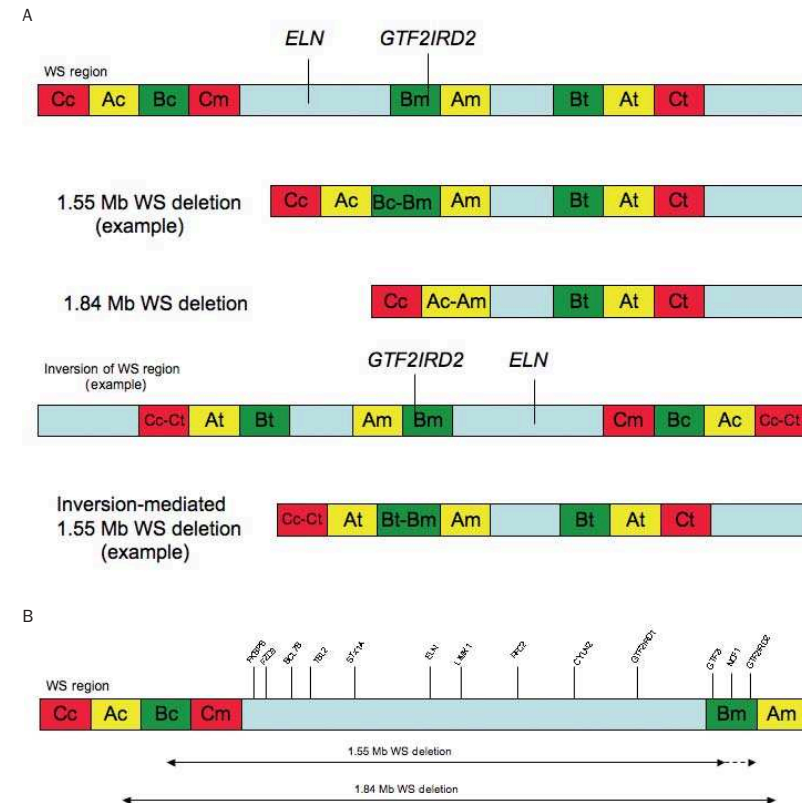 A
ELN GTF2IRD2
WS region
Cc Ac Bc Cm Bm Am Bt At Ct
1.55 Mb WS deletion
(example)
Cc Ac Bc-Bm Am Bt At Ct
1.84 Mb WS deletion
Cc Ac-Am Bt At Ct
GTF2IRD2 ELN
Inversion of WS region
(example)
Cc-Ct At Bt Am Bm Cm Bc Ac Cc-Ct
Inversion-mediated
1.55 Mb WS deletion
(example)
Cc-Ct At Bt-Bm Am Bt At Ct
B
FKBP6 FZD9 BCL7B TBL2 STX1A ELN LIMK1 RFC2 CYLN2 GTF2IRD1 GTF2I NCF1 GTF2IRD2
WS region
Cc Ac Bc Cm Bm Am
1.55 Mb WS deletion
1.84 Mb WS deletion